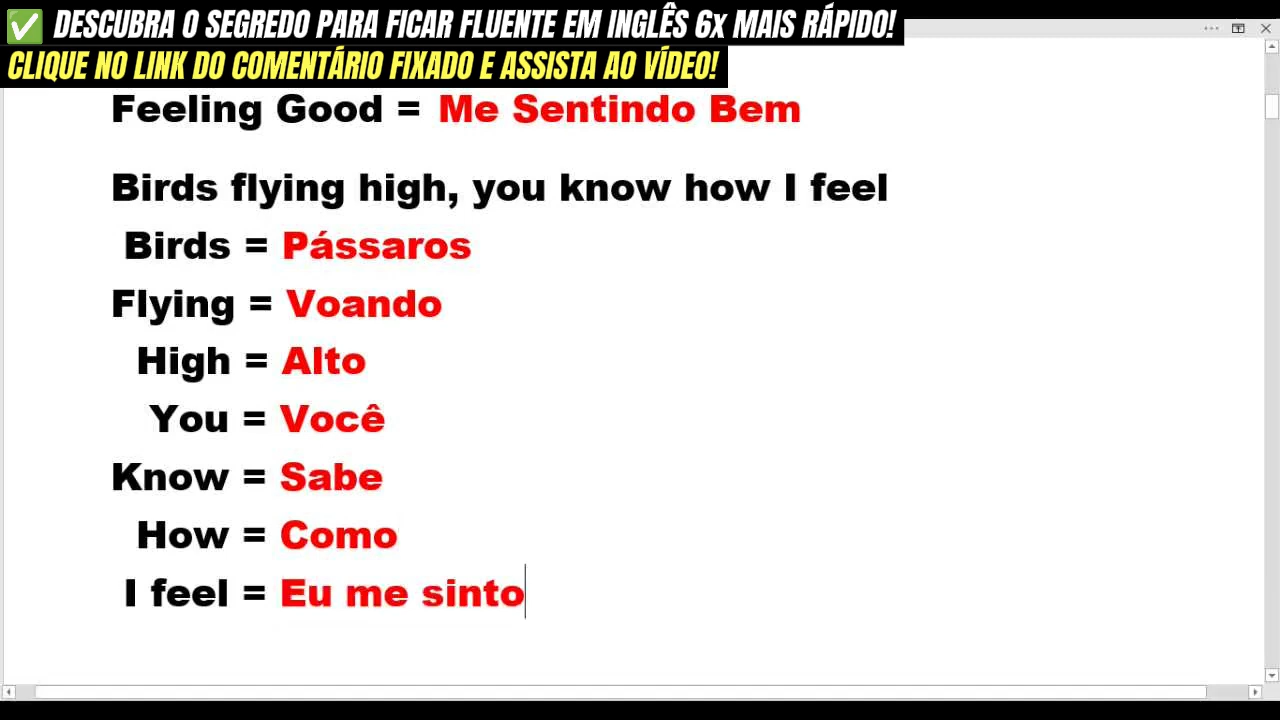 ✅ DESCUBRA O SEGREDO PARA FICAR FLUENTE EM INGLÊS 6x MAIS RÁPIDO!
CLIQUE NO LINK DO COMENTÁRIO FIXADO E ASSISTA AO VÍDEO!
Feeling Good = Me Sentindo Bem
Birds flying high, you know how I feel
Birds = Pássaros
Flying = Voando
High = Alto
You = Você
Know = Sabe
How = Como
I feel = Eu me sinto